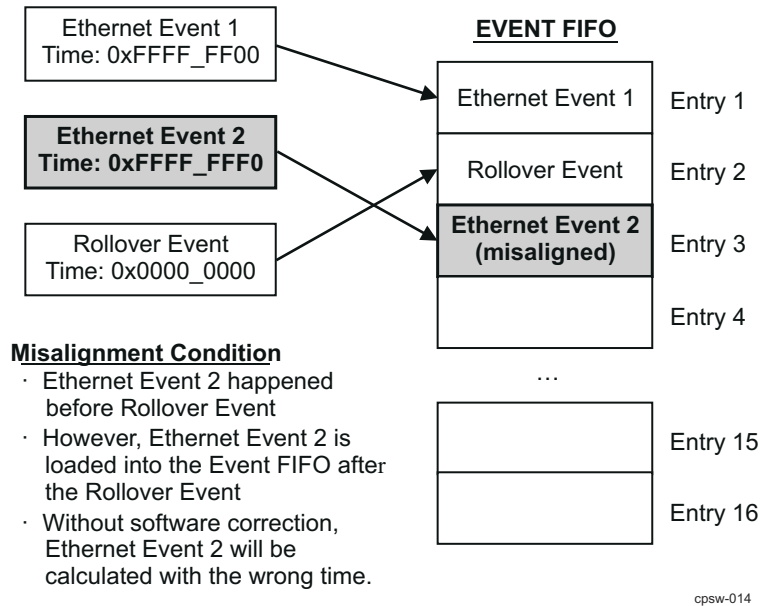 Ethernet Event 1
Time: 0xFFFF_FF00
Ethernet Event 2
Time: 0xFFFF_FFF0
Rollover Event
Time: 0x0000_0000
EVENT FIFO
Ethernet Event 1
Entry 1
Rollover Event
Entry 2
Ethernet Event 2
(misaligned)
Entry 3
Entry 4
…
Entry 15
Entry 16
Misalignment Condition
· Ethernet Event 2 happened
before Rollover Event
· However, Ethernet Event 2 is
loaded into the Event FIFO after
the Rollover Event
· Without software correction,
Ethernet Event 2 will be
calculated with the wrong time.
cpsw-014